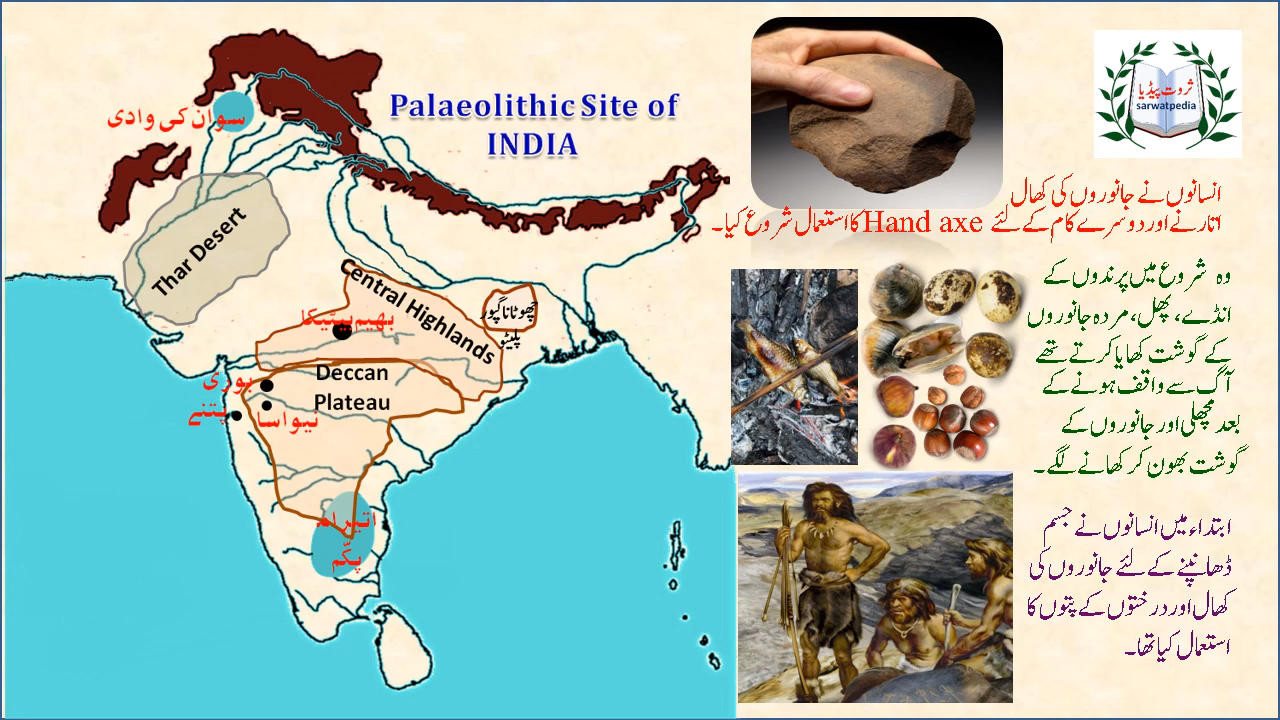 Palaeolithic Site of
INDIA
سوان کی وادی
Thar Desert
Central Highlands
چھوٹا ناگپور
پلیٹو
بھیم بیتیکا
Deccan
Plateau
بوری
پٹنے
نیواسا
اتیرام
پکّم
ثروت پیڈیا
sarwatpedia
انسانوں نے جانوروں کی کھال
اتارنے اور دوسرے کام کے لئے Hand axe کا استعمال شروع کیا۔
وہ شروع میں پرندوں کے
انڈے، پھل، مردہ جانوروں
کے گوشت کھایا کرتے تھے
آگ سے واقف ہونے کے
بعد مچھلی اور جانوروں کے
گوشت بھون کر کھانے لگے۔
ابتداء میں انسانوں نے جسم
ڈھانپنے کے لئے جانوروں کی
کھال اور درختوں کے پتوں کا
استعمال کیا تھا۔